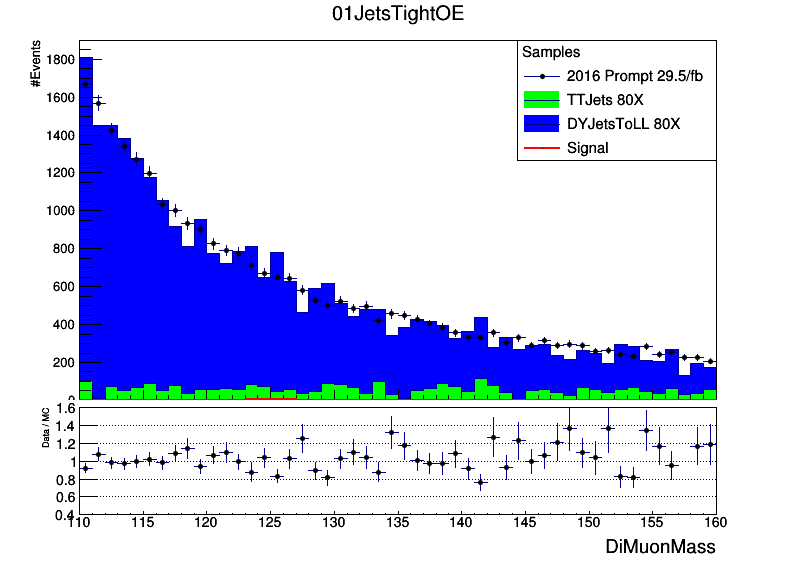 01JetsTightOE
#Events
1800
1600
1400
1200
1000
800
600
400
200
0
Samples
2016 Prompt 29.5/fb
TTJets 80X
DYJetsToLL 80X
Signal
Data / MC
1.6
1.4
1.2
1
0.8
0.6
0.4
110 115 120 125 130 135 140 145 150 155 160
DiMuonMass